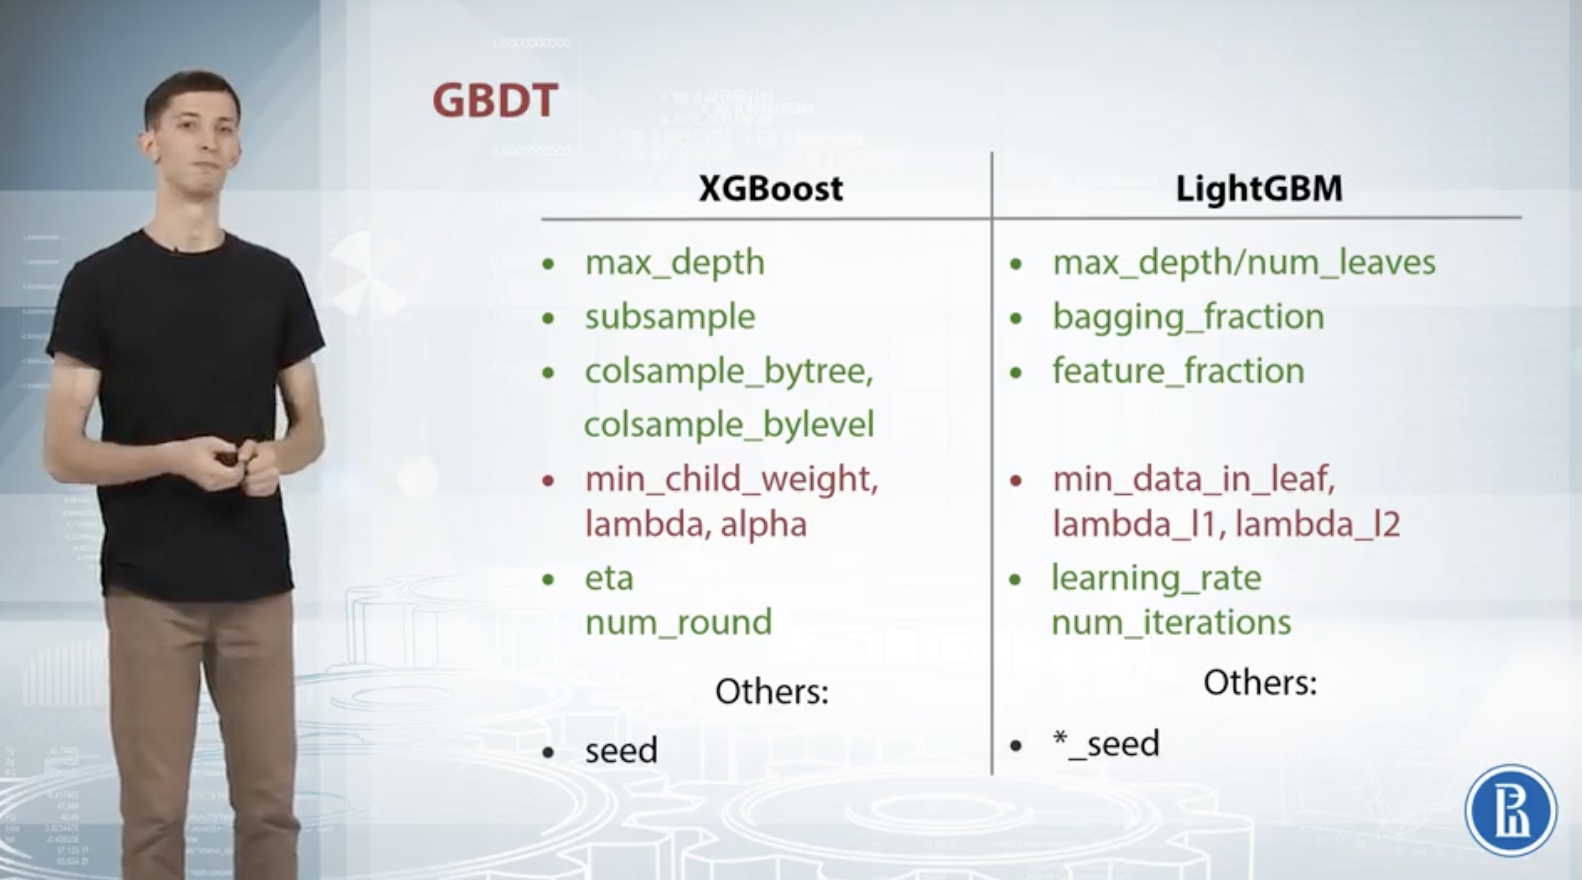 GBDT
XGBoost
LightGBM
• max_depth
• subsample
• colsample_bytree,
colsample_bylevel
• min_child_weight,
lambda, alpha
• eta
num_round
Others:
• seed
• max_depth/num_leaves
• bagging_fraction
• feature_fraction
• min_data_in_leaf,
lambda_l1, lambda_l2
• learning_rate
num_iterations
Others:
• *_seed